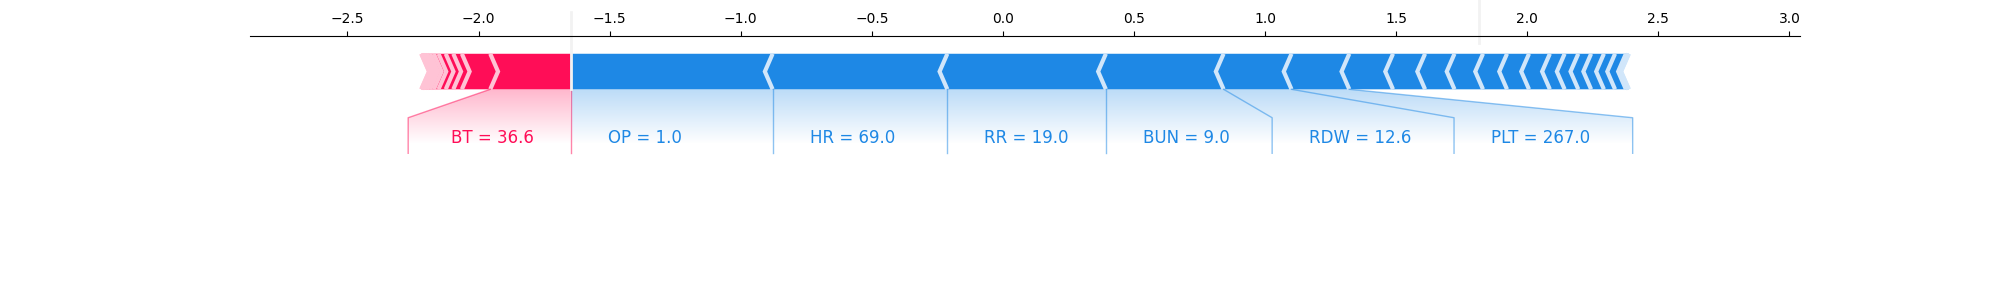 −2.5 −2.0 −1.5 −1.0 −0.5 0.0 0.5 1.0 1.5 2.0 2.5 3.0
BT = 36.6 OP = 1.0 HR = 69.0 RR = 19.0 BUN = 9.0 RDW = 12.6 PLT = 267.0